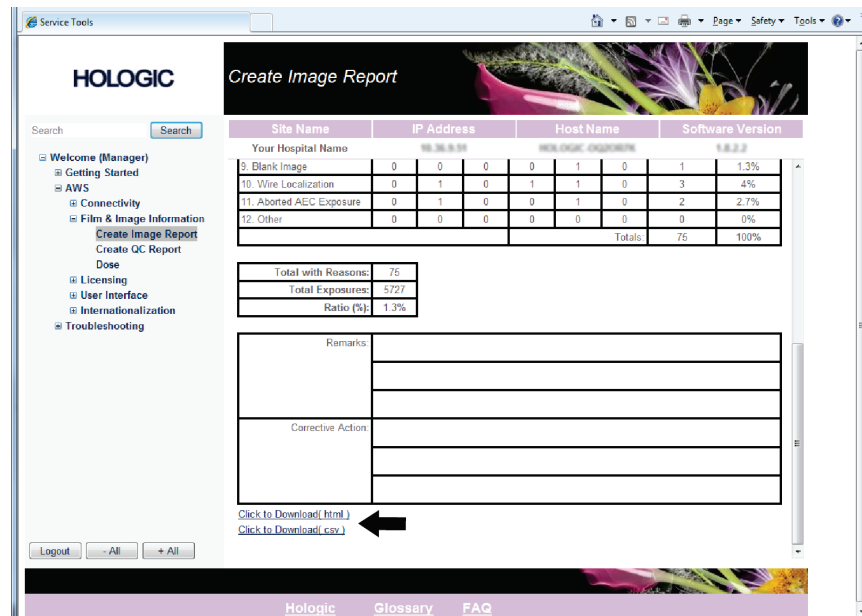 Service Tools
Page Safety Tools
HOLOGIC
Create Image Report
Search Search
Site Name IP Address Host Name Software Version
Your Hospital Name 1.8.2.2
Welcome (Manager)
Getting Started
AWS
Connectivity
Film & Image Information
Create Image Report
Create QC Report
Dose
Licensing
User Interface
Internationalization
Troubleshooting
9. Blank Image 0 0 0 0 1 0 1 1.3%
10. Wire Localization 0 1 0 1 1 0 3 4%
11. Aborted AEC Exposure 0 1 0 0 1 0 2 2.7%
12. Other 0 0 0 0 0 0 0 0%
Totals: 75 100%
Total with Reasons: 75
Total Exposures: 5727
Ratio (%): 1.3%
Remarks:
Corrective Action:
Click to Download( html )
Click to Download( csv )
Logout - All + All
Hologic Glossary FAQ